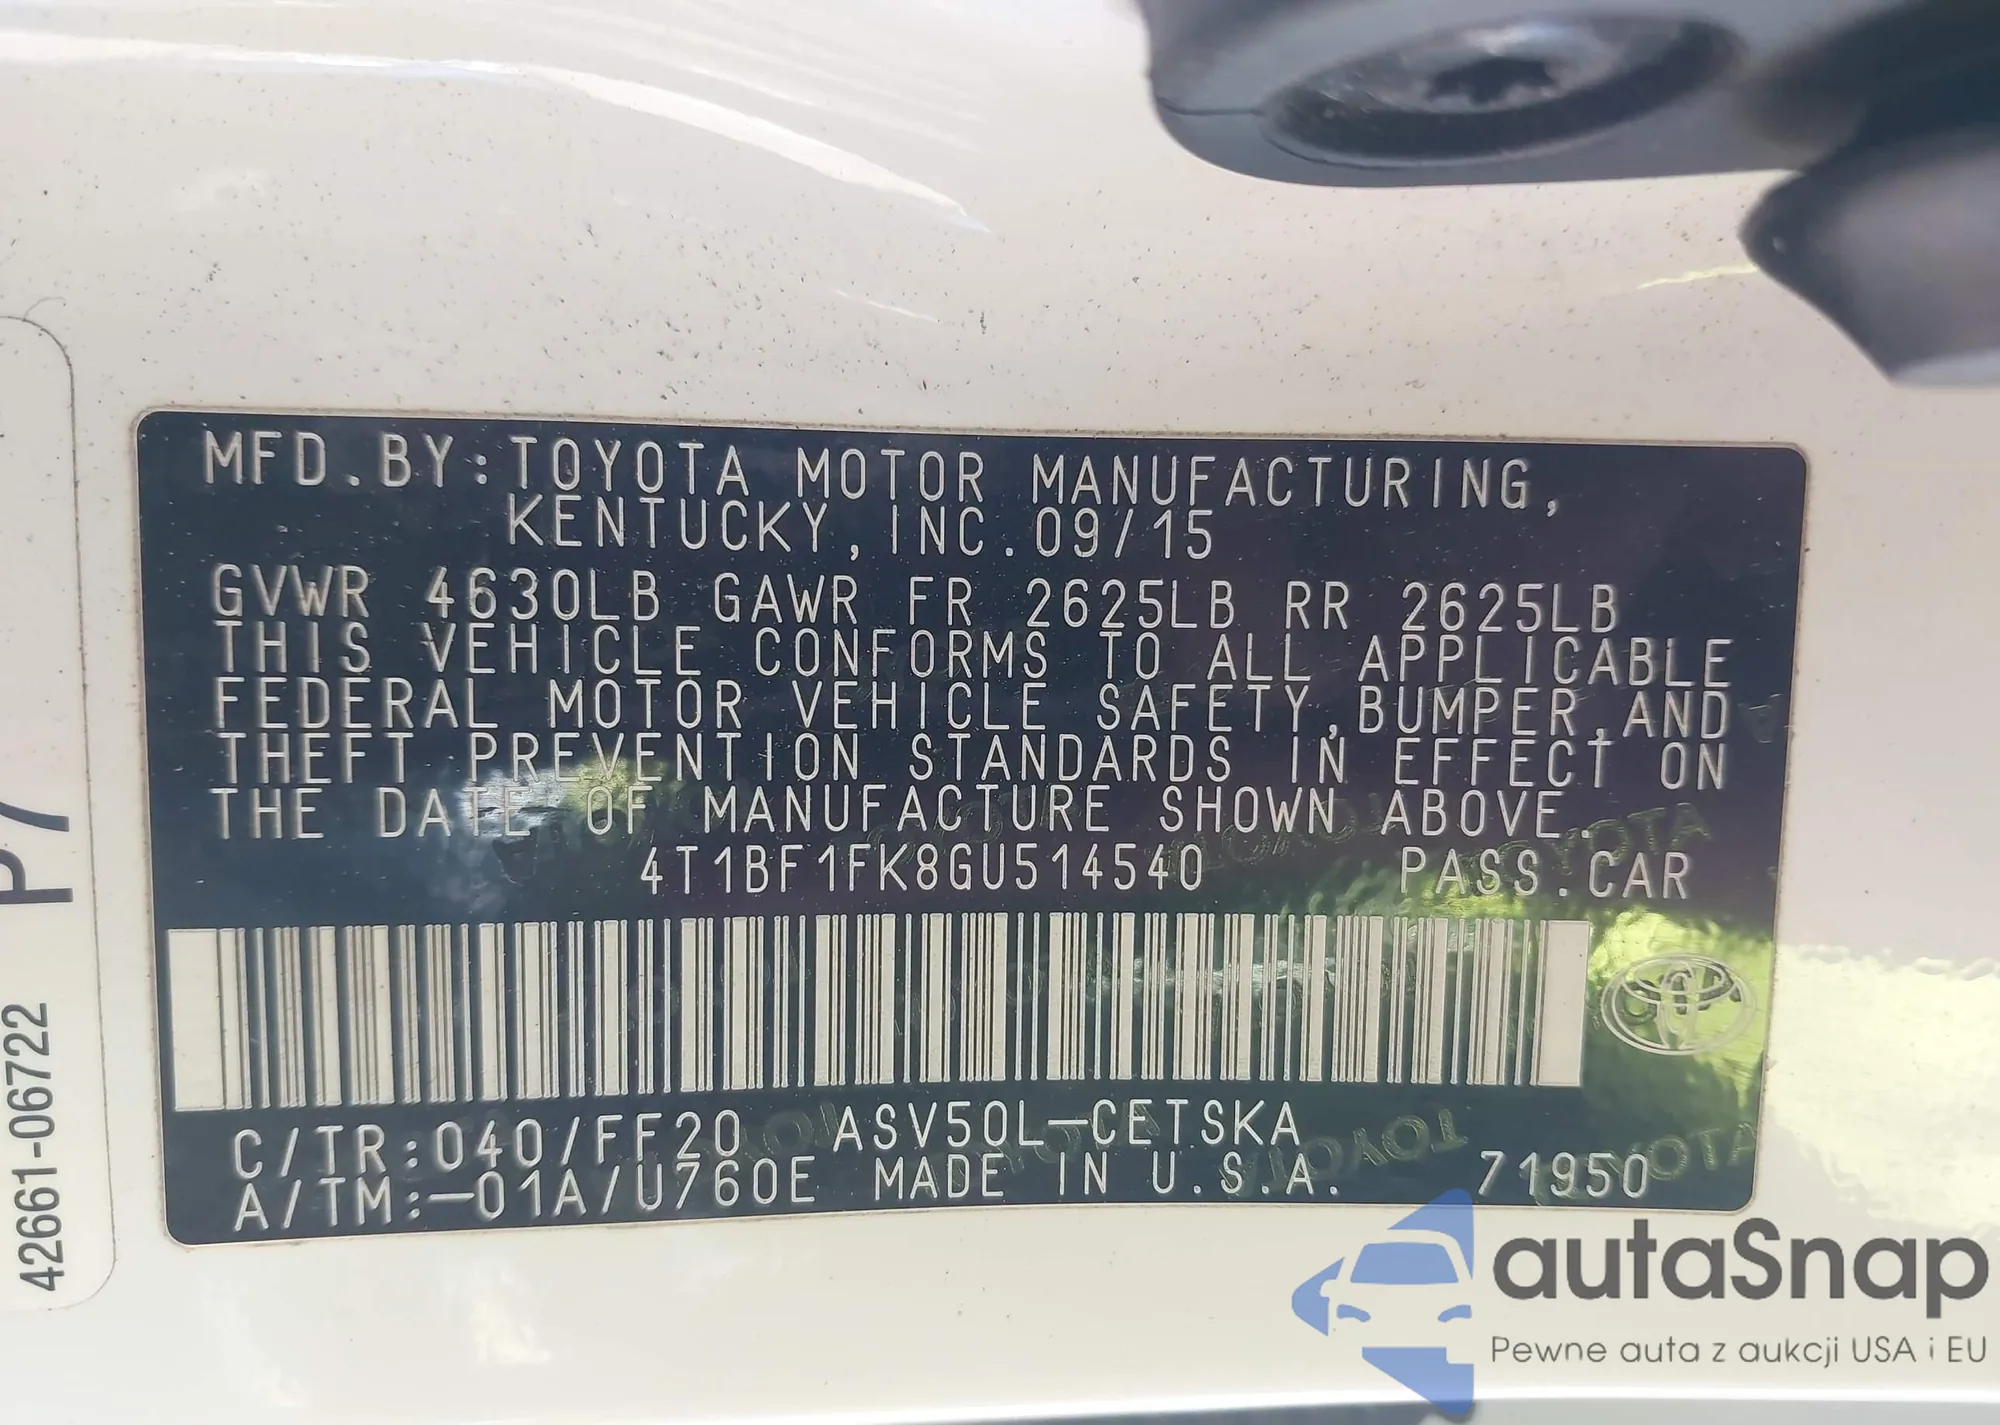 MFD.BY:TOYOTA MOTOR MANUFACTURING,
KENTUCKY, INC. 09/15
GVWR 4630LB GAWR FR 2625LB RR 2625LB
THIS VEHICLE CONFORMS TO ALL APPLICABLE
FEDERAL MOTOR VEHICLE SAFETY,BUMPER,AND
THEFT PREVENTION STANDARDS IN EFFECT ON
THE DATE OF MANUFACTURE SHOWN ABOVE.
4T1BF1FK8GU514540 PASS.CAR
C/TR:040/FF20 ASV50L-CETSKA
A/TM:-01A/U760E MADE IN U.S.A. 71950
42661-06722
P7
autaSnap
Pewne auta z aukcji USA i EU